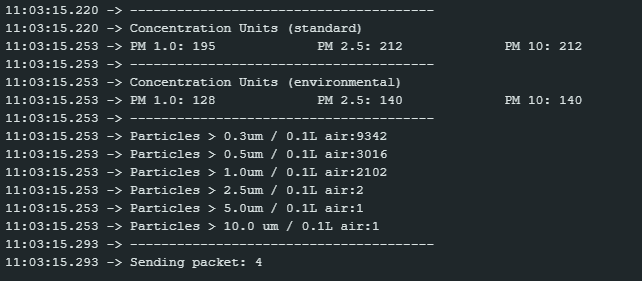 11:03:15.220 -> ---------------------------------------
11:03:15.220 -> Concentration Units (standard)
11:03:15.253 -> PM 1.0: 195 PM 2.5: 212 PM 10: 212
11:03:15.253 -> ---------------------------------------
11:03:15.253 -> Concentration Units (environmental)
11:03:15.253 -> PM 1.0: 128 PM 2.5: 140 PM 10: 140
11:03:15.253 -> ---------------------------------------
11:03:15.253 -> Particles > 0.3um / 0.1L air:9342
11:03:15.253 -> Particles > 0.5um / 0.1L air:3016
11:03:15.253 -> Particles > 1.0um / 0.1L air:2102
11:03:15.253 -> Particles > 2.5um / 0.1L air:2
11:03:15.253 -> Particles > 5.0um / 0.1L air:1
11:03:15.253 -> Particles > 10.0 um / 0.1L air:1
11:03:15.293 -> ---------------------------------------
11:03:15.293 -> Sending packet: 4